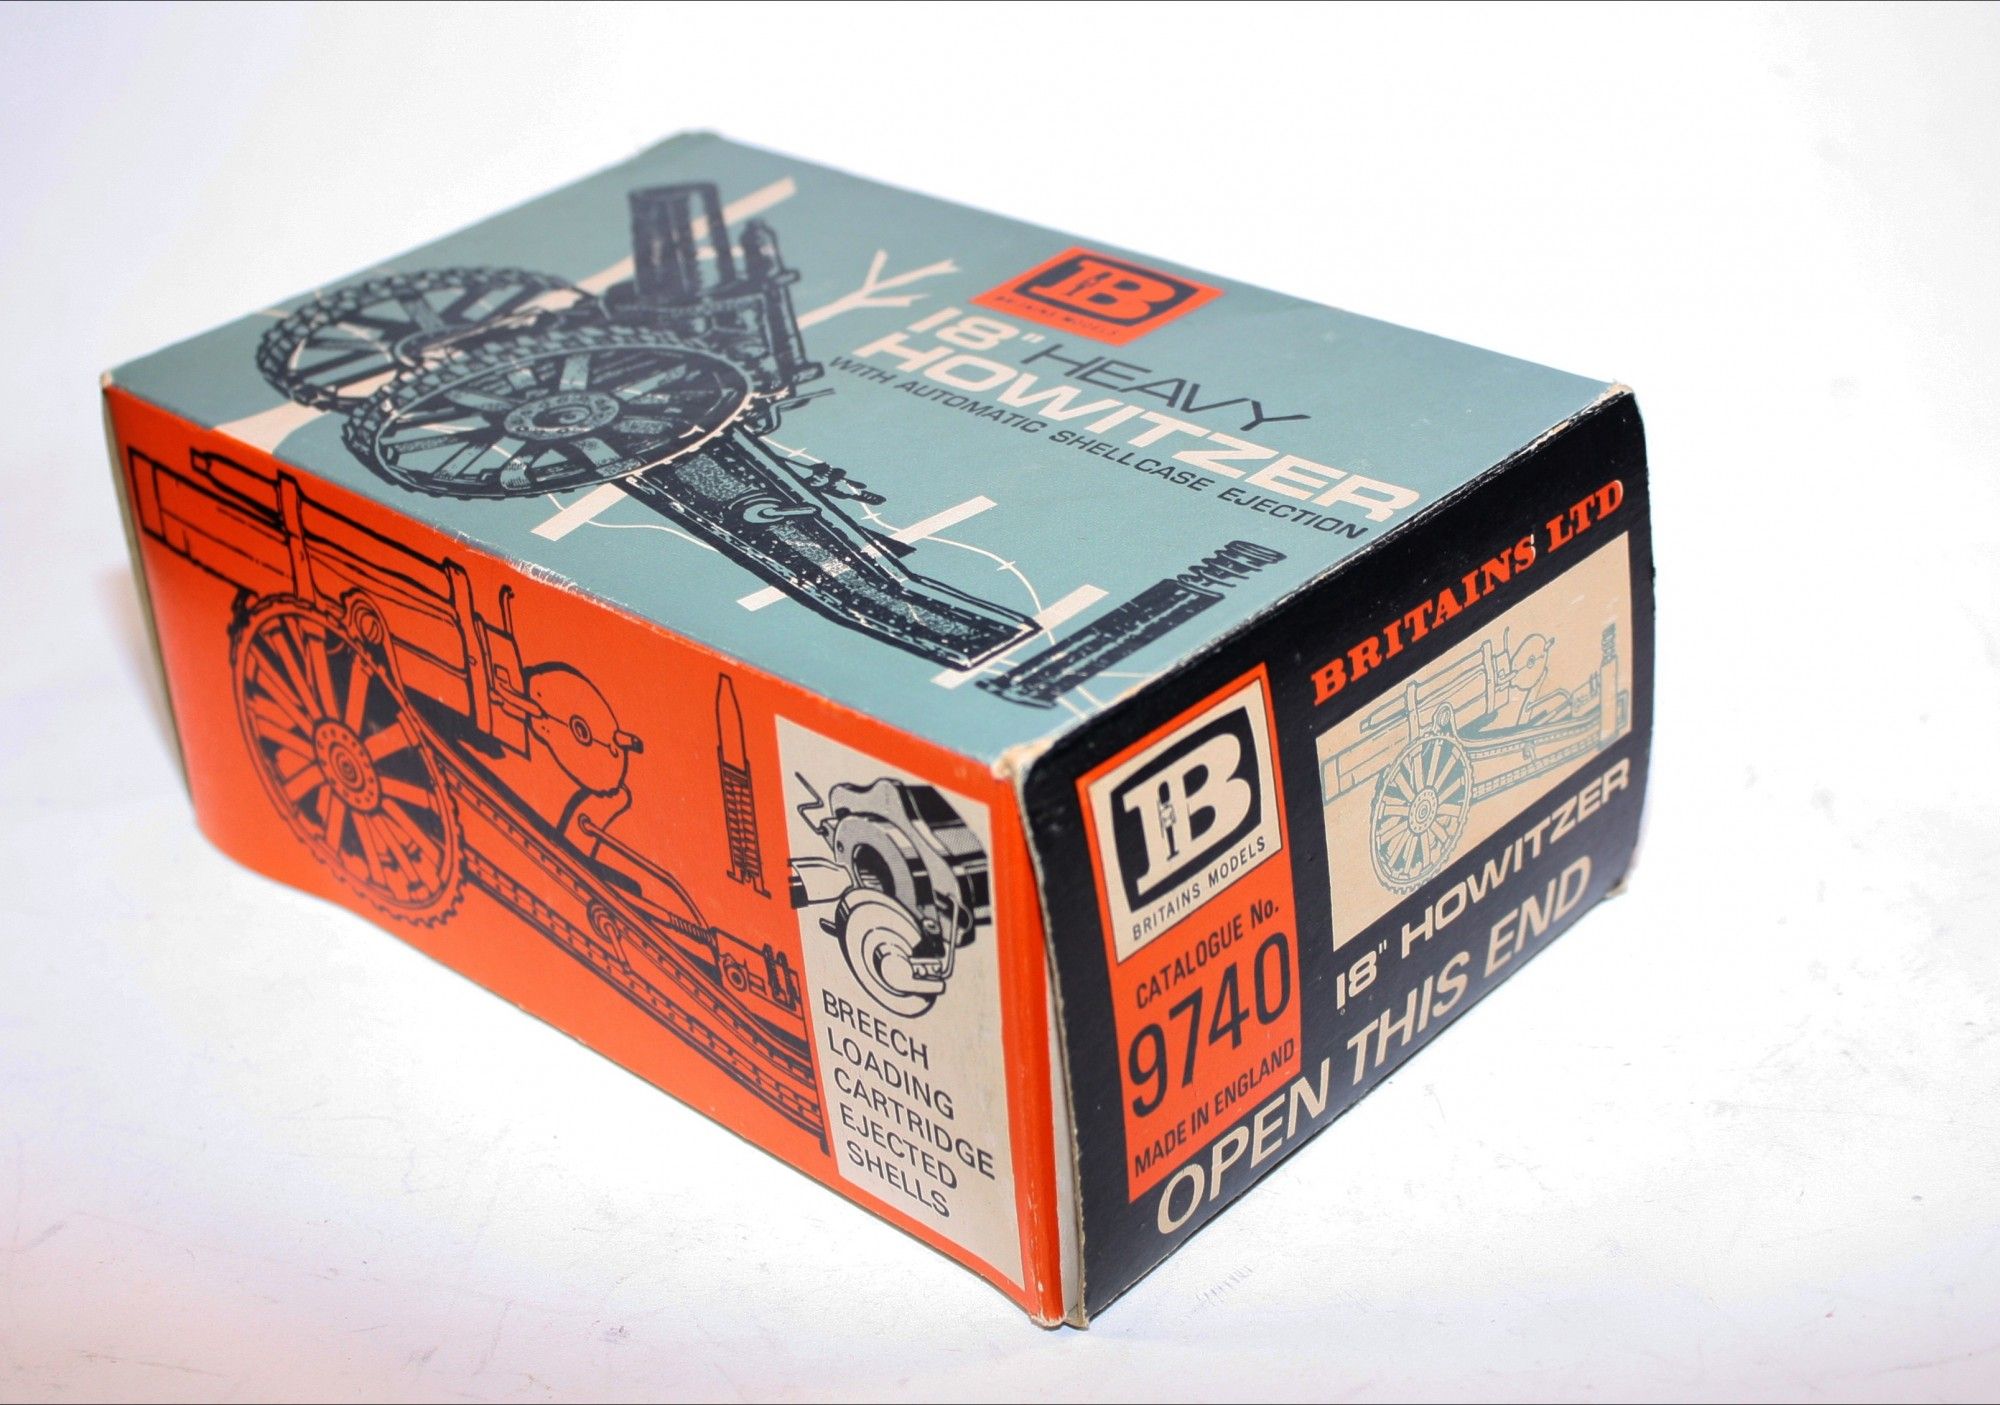 B
BRITAINS MODELS
18" HEAVY
HOWITZER
WITH AUTOMATIC SHELLCASE EJECTION
BREECH
LOADING
CARTRIDGE
EJECTED
SHELLS
B
BRITAINS MODELS
CATALOGUE No.
9740
MADE IN ENGLAND
BRITAINS LTD
18" HOWITZER
OPEN THIS END